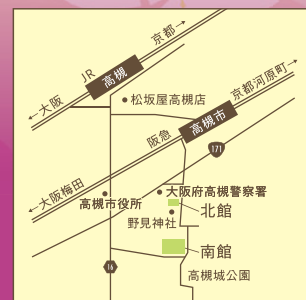 京都→
JR
高槻
←大阪
松坂屋高槻店
京都河原町→
高槻市
阪急
171
←大阪梅田
大阪府高槻警察署
高槻市役所
北館
野見神社
南館
16
高槻城公園